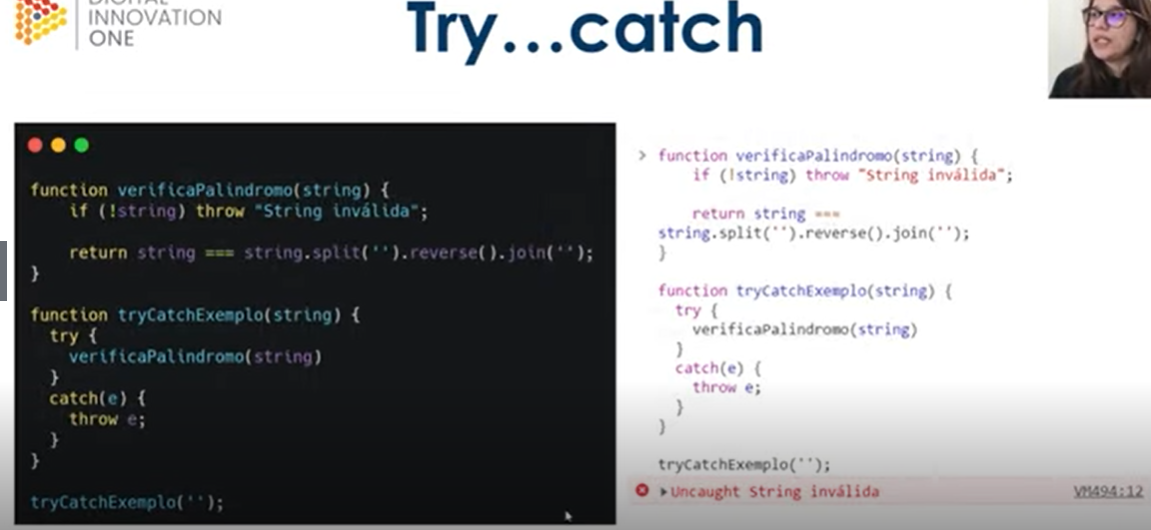 DIGITAL
INNOVATION
ONE
Try...catch
function verificaPalindromo(string) {
if (!string) throw "String inválida";
return string === string.split('').reverse().join('');
}
function tryCatchExemplo(string) {
try {
verificaPalindromo(string)
}
catch(e) {
throw e;
}
}
tryCatchExemplo('');
> function verificaPalindromo(string) {
if (!string) throw "String inválida";
return string ===
string.split('').reverse().join('');
}
function tryCatchExemplo(string) {
try {
verificaPalindromo(string)
}
catch(e) {
throw e;
}
}
tryCatchExemplo('');
Uncaught String inválida VM494:12